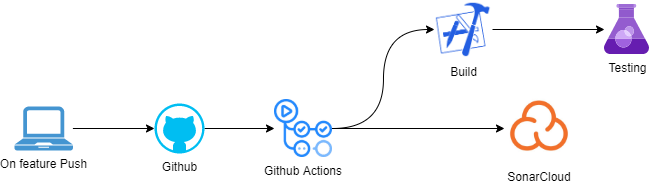 Build
Testing
On feature Push
Github
Github Actions
SonarCloud